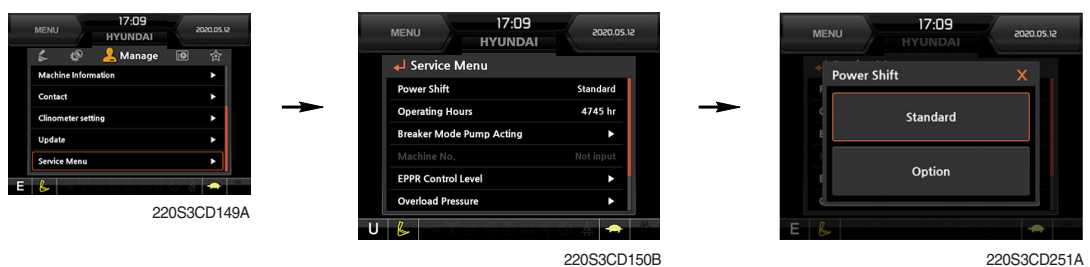 MENU 17:09 2020.05.12
HYUNDAI
Manage
Machine Information
Contact
Clinometer setting
Update
Service Menu
E
220S3CD149A
MENU 17:09 2020.05.12
HYUNDAI
Service Menu
Power Shift Standard
Operating Hours 4745 hr
Breaker Mode Pump Acting
Machine No. Not input
EPPR Control Level
Overload Pressure
U
220S3CD150B
MENU 17:09 2020.05.12
HYUNDAI
Power Shift X
Standard
Option
E
220S3CD251A